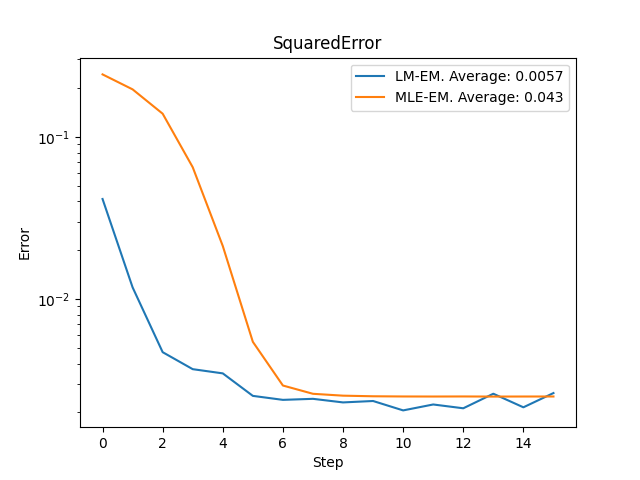 SquaredError
LM-EM. Average: 0.0057
MLE-EM. Average: 0.043
Error
10⁻¹
10⁻²
0 2 4 6 8 10 12 14
Step